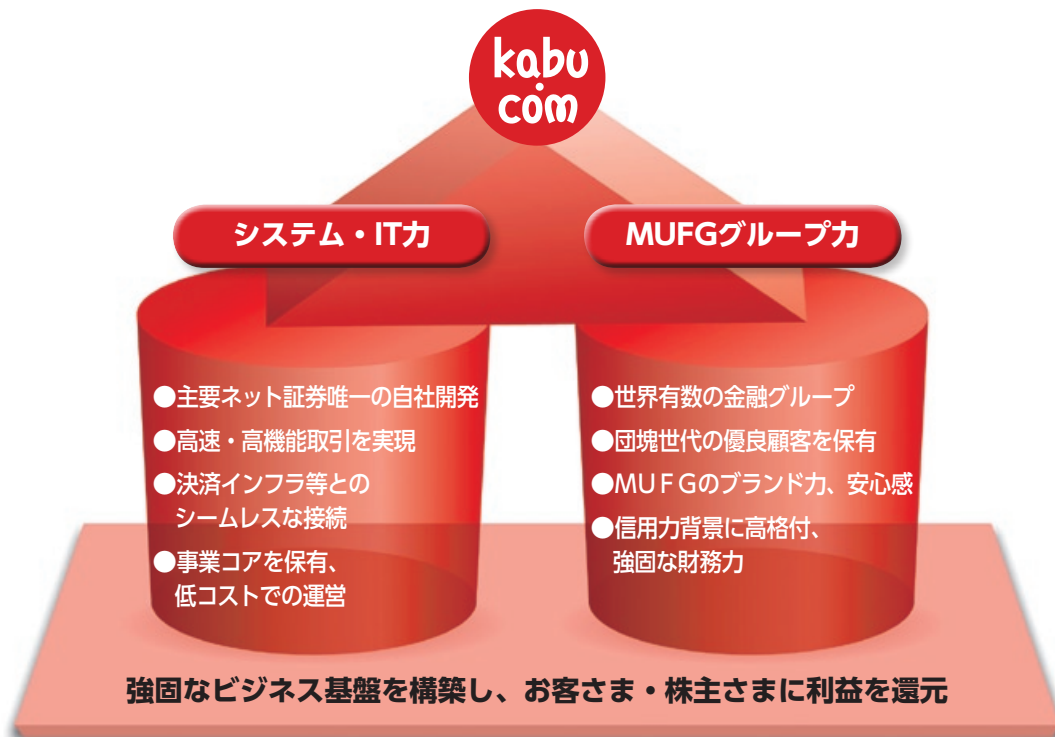 kabu
.com
システム・IT力
●主要ネット証券唯一の自社開発
●高速・高機能取引を実現
●決済インフラ等との
シームレスな接続
●事業コアを保有、
低コストでの運営
MUFGグループ力
●世界有数の金融グループ
●団塊世代の優良顧客を保有
●MUFGのブランド力、安心感
●信用力背景に高格付、
強固な財務力
強固なビジネス基盤を構築し、お客さま・株主さまに利益を還元